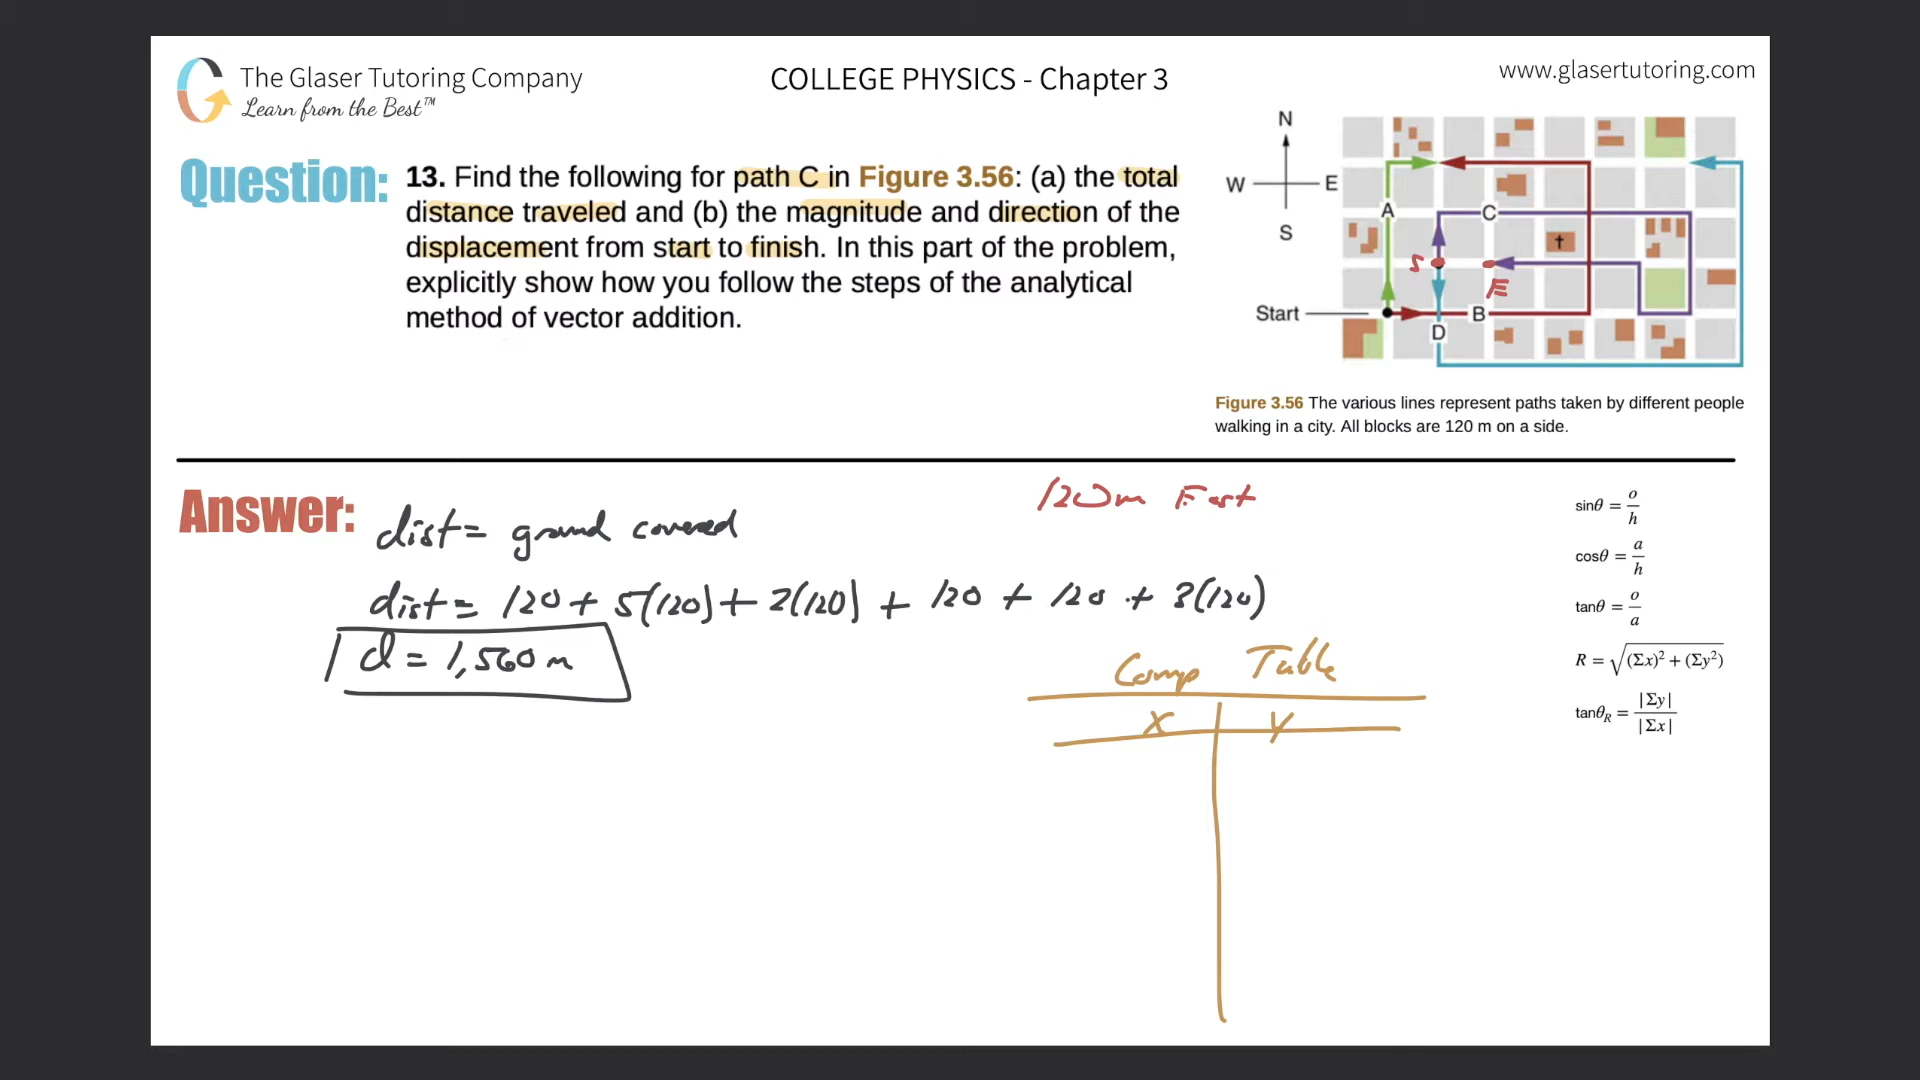 The Glaser Tutoring Company
Learn from the Best™
COLLEGE PHYSICS - Chapter 3
www.glasertutoring.com
Question:
13. Find the following for path C in Figure 3.56: (a) the total
distance traveled and (b) the magnitude and direction of the
displacement from start to finish. In this part of the problem,
explicitly show how you follow the steps of the analytical
method of vector addition.
N
W E
S
A
C
S
E
Start
B
D
Figure 3.56 The various lines represent paths taken by different people
walking in a city. All blocks are 120 m on a side.
Answer:
120m East
dist = ground covered
dist = 120 + 5(120) + 2(120) + 120 + 120 + 3(120)
d = 1,560 m
Comp Table
X Y
sinθ = o/h
cosθ = a/h
tanθ = o/a
R = √(Σx)² + (Σy²)
tanθR = |Σy|/|Σx|